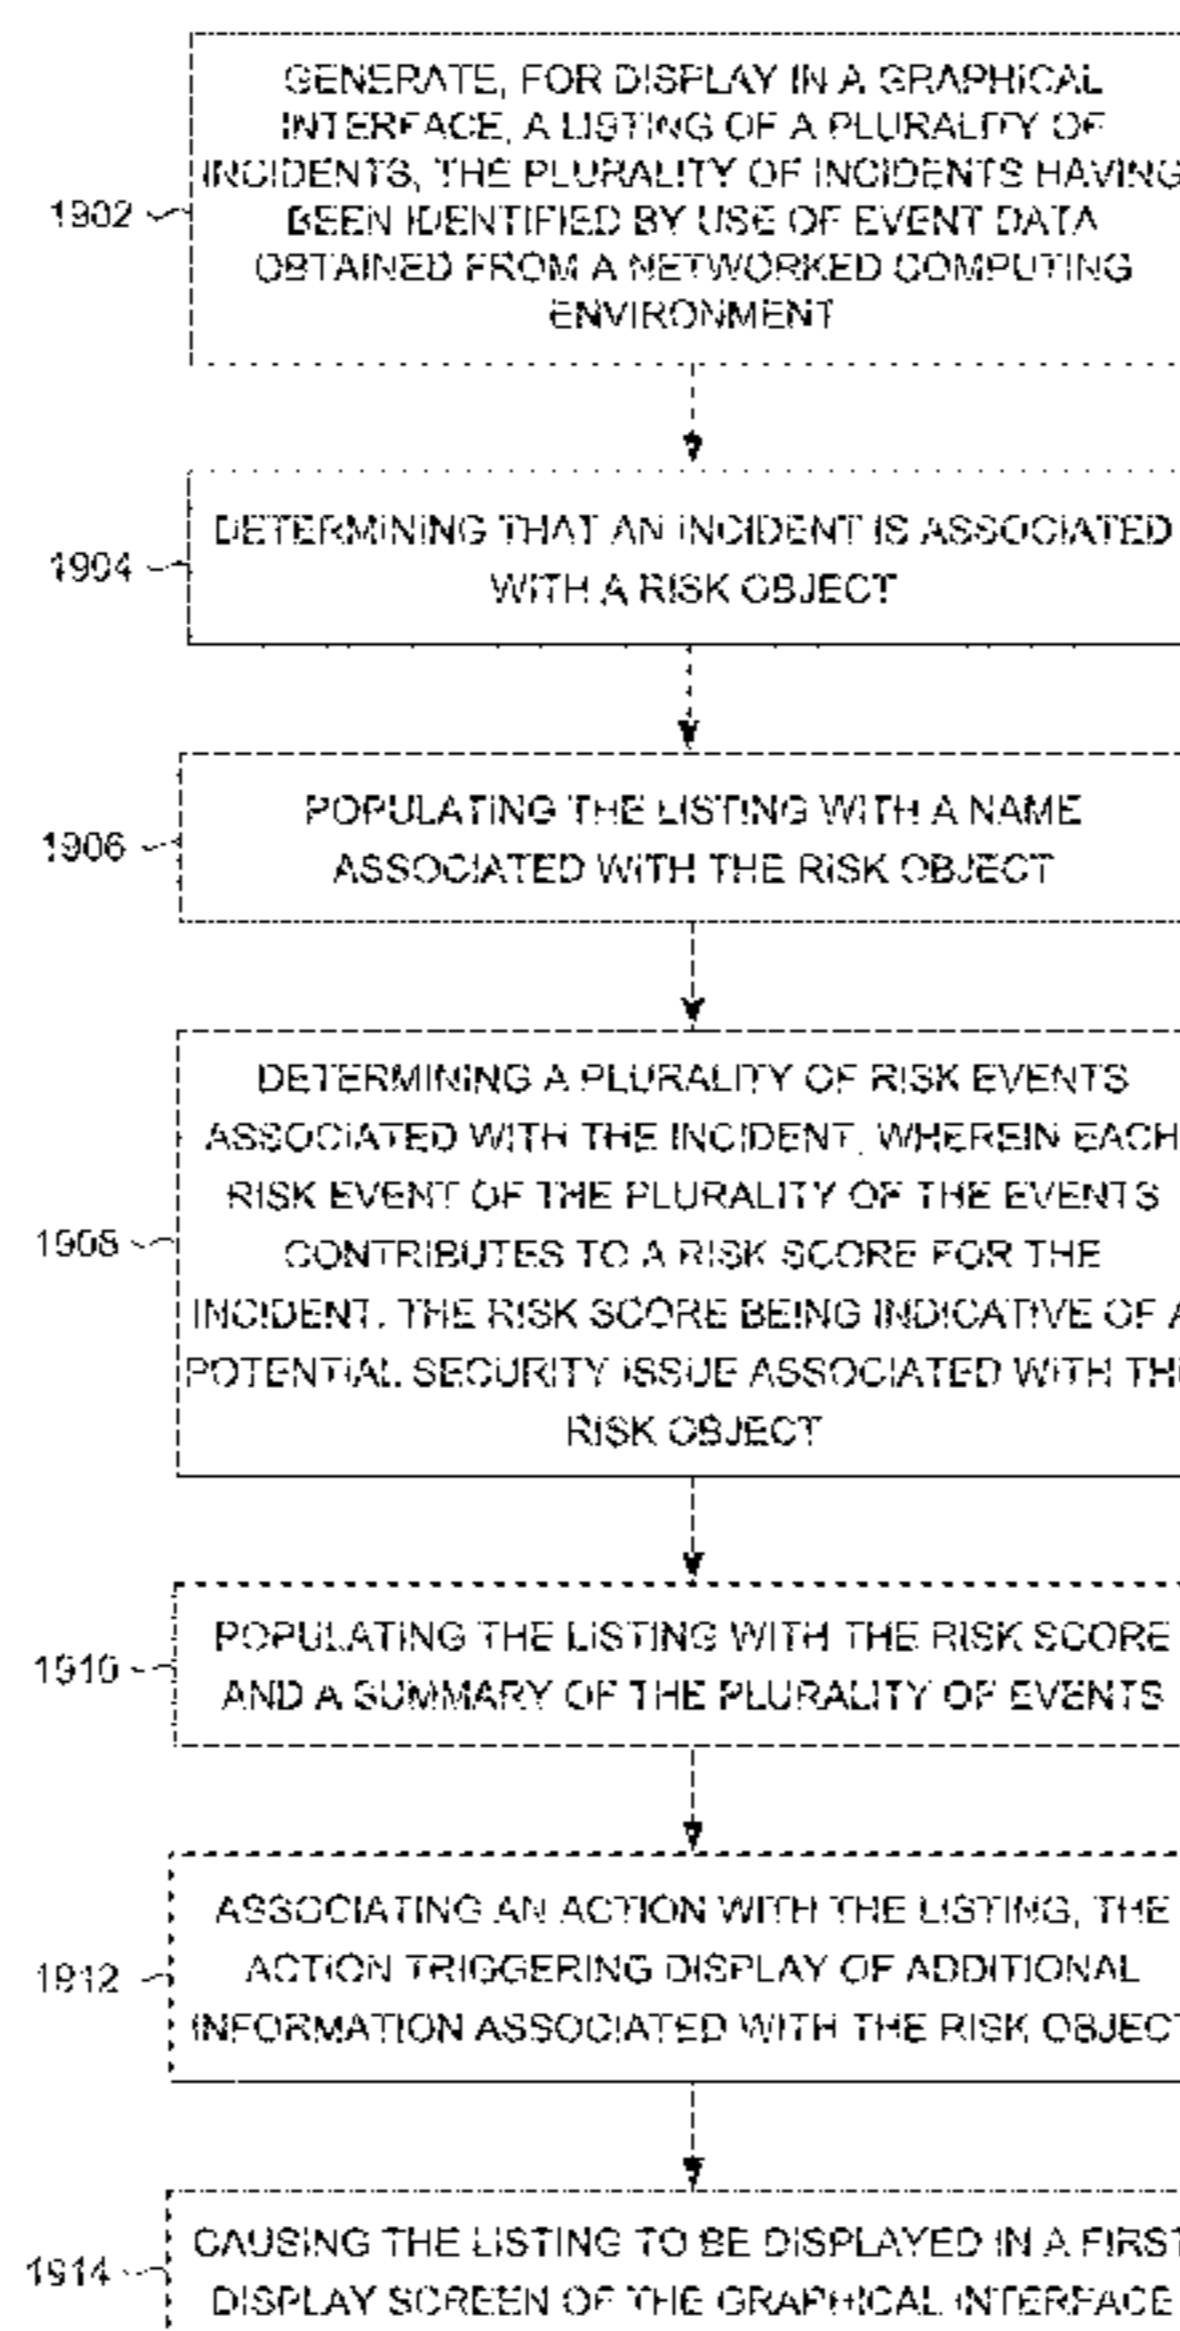 GENERATE, FOR DISPLAY IN A GRAPHICAL
INTERFACE, A LISTING OF A PLURALITY OF
INCIDENTS, THE PLURALITY OF INCIDENTS HAVING
1902
BEEN IDENTIFIED BY USE OF EVENT DATA
OBTAINED FROM A NETWORKED COMPUTING
ENVIRONMENT
DETERMINING THAT AN INCIDENT IS ASSOCIATED
1904
WITH A RISK OBJECT
POPULATING THE LISTING WITH A NAME
1906
ASSOCIATED WITH THE RISK OBJECT
DETERMINING A PLURALITY OF RISK EVENTS
ASSOCIATED WITH THE INCIDENT, WHEREIN EACH
RISK EVENT OF THE PLURALITY OF THE EVENTS
1908
CONTRIBUTES TO A RISK SCORE FOR THE
INCIDENT, THE RISK SCORE BEING INDICATIVE OF A
POTENTIAL SECURITY ISSUE ASSOCIATED WITH THE
RISK OBJECT
POPULATING THE LISTING WITH THE RISK SCORE
1910
AND A SUMMARY OF THE PLURALITY OF EVENTS
ASSOCIATING AN ACTION WITH THE LISTING, THE
1912
ACTION TRIGGERING DISPLAY OF ADDITIONAL
INFORMATION ASSOCIATED WITH THE RISK OBJECT
CAUSING THE LISTING TO BE DISPLAYED IN A FIRST
1914
DISPLAY SCREEN OF THE GRAPHICAL INTERFACE